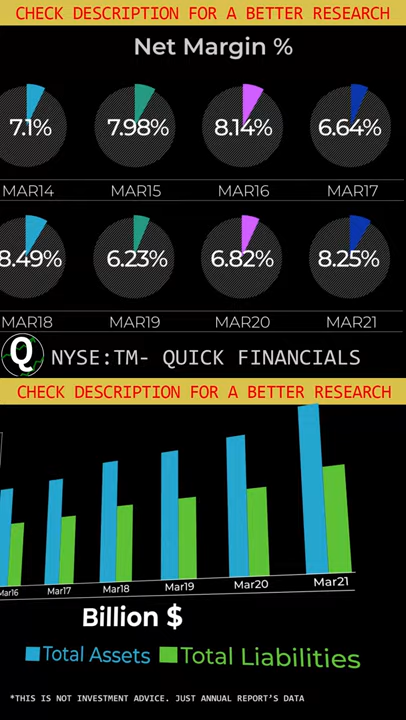 CHECK DESCRIPTION FOR A BETTER RESEARCH
Net Margin %
7.1% 7.98% 8.14% 6.64%
MAR14 MAR15 MAR16 MAR17
8.49% 6.23% 6.82% 8.25%
MAR18 MAR19 MAR20 MAR21
Q NYSE:TM- QUICK FINANCIALS
CHECK DESCRIPTION FOR A BETTER RESEARCH
Mar16 Mar17 Mar18 Mar19 Mar20 Mar21
Billion $
Total Assets Total Liabilities
*THIS IS NOT INVESTMENT ADVICE. JUST ANNUAL REPORT'S DATA